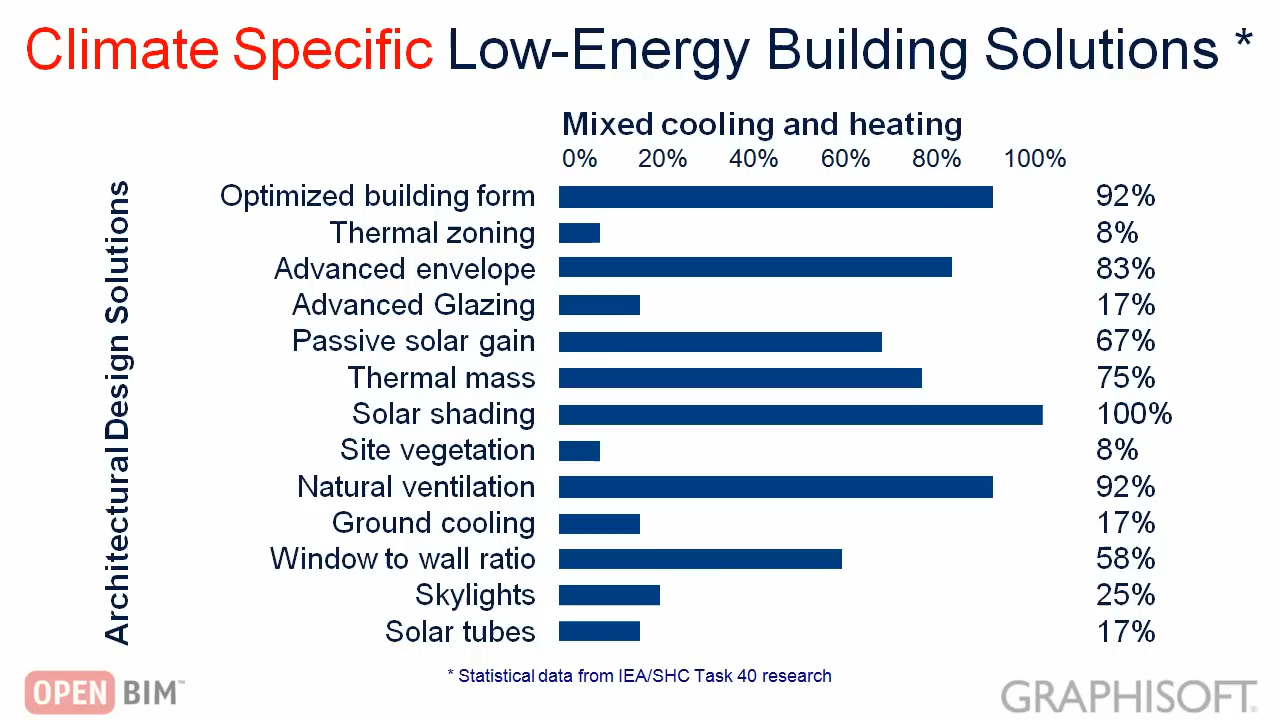 Climate Specific Low-Energy Building Solutions *
Mixed cooling and heating
0% 20% 40% 60% 80% 100%
Architectural Design Solutions
Optimized building form 92%
Thermal zoning 8%
Advanced envelope 83%
Advanced Glazing 17%
Passive solar gain 67%
Thermal mass 75%
Solar shading 100%
Site vegetation 8%
Natural ventilation 92%
Ground cooling 17%
Window to wall ratio 58%
Skylights 25%
Solar tubes 17%
* Statistical data from IEA/SHC Task 40 research
OPEN BIM™
GRAPHISOFT®